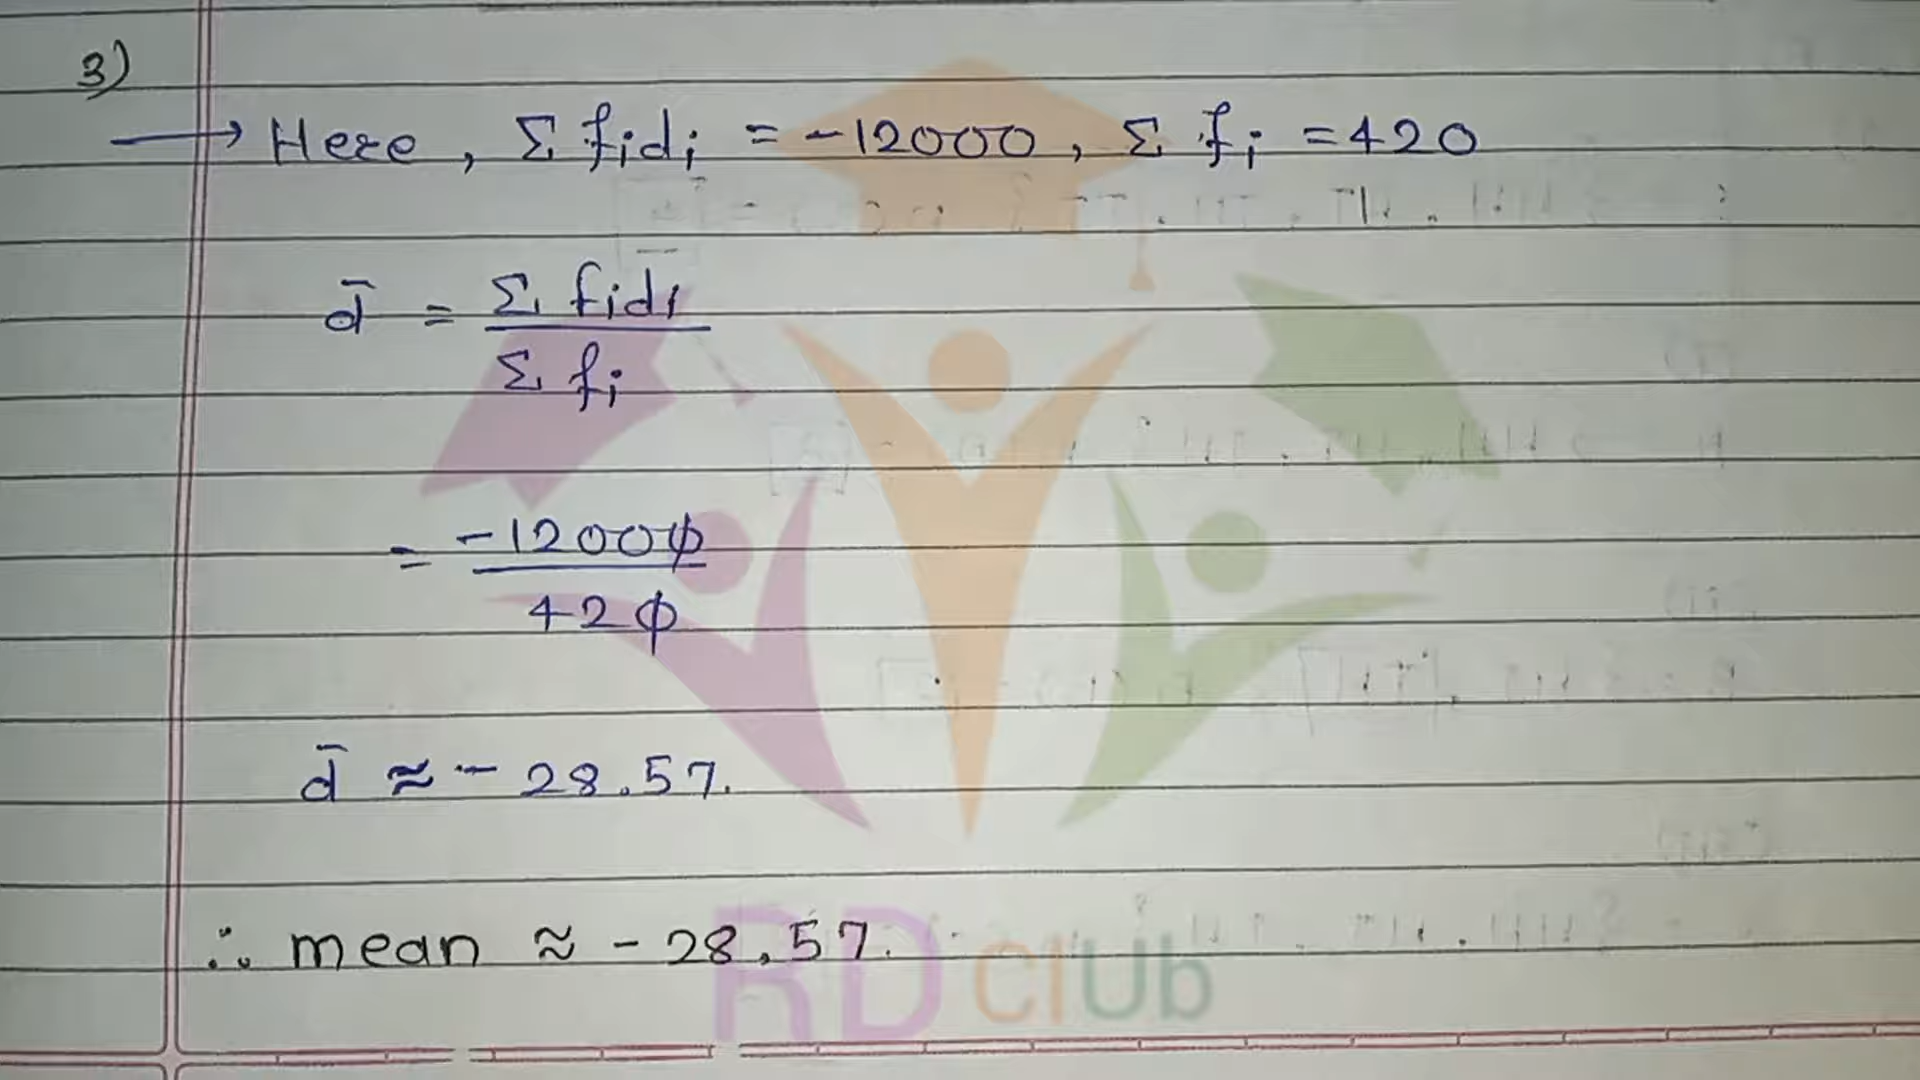 3)
→ Here, Σ fidi = -12000, Σ fi = 420
d̄ = Σ fidi
Σ fi
= -12000
420
d̄ ≈ - 28.57.
∴ mean ≈ - 28.57.
RD ClUb